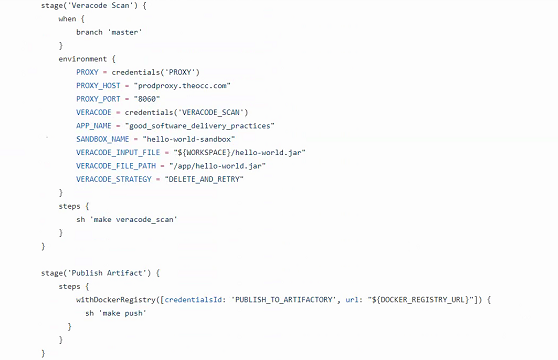 stage('Veracode Scan') {
when {
branch 'master'
}
environment {
PROXY = credentials('PROXY')
PROXY_HOST = "prodproxy.theocc.com"
PROXY_PORT = "8060"
VERACODE = credentials('VERACODE_SCAN')
APP_NAME = "good_software_delivery_practices"
SANDBOX_NAME = "hello-world-sandbox"
VERACODE_INPUT_FILE = "${WORKSPACE}/hello-world.jar"
VERACODE_FILE_PATH = "/app/hello-world.jar"
VERACODE_STRATEGY = "DELETE_AND_RETRY"
}
steps {
sh 'make veracode_scan'
}
}
stage('Publish Artifact') {
steps {
withDockerRegistry([credentialsId: 'PUBLISH_TO_ARTIFACTORY', url: "${DOCKER_REGISTRY_URL}"]) {
sh 'make push'
}
}
}